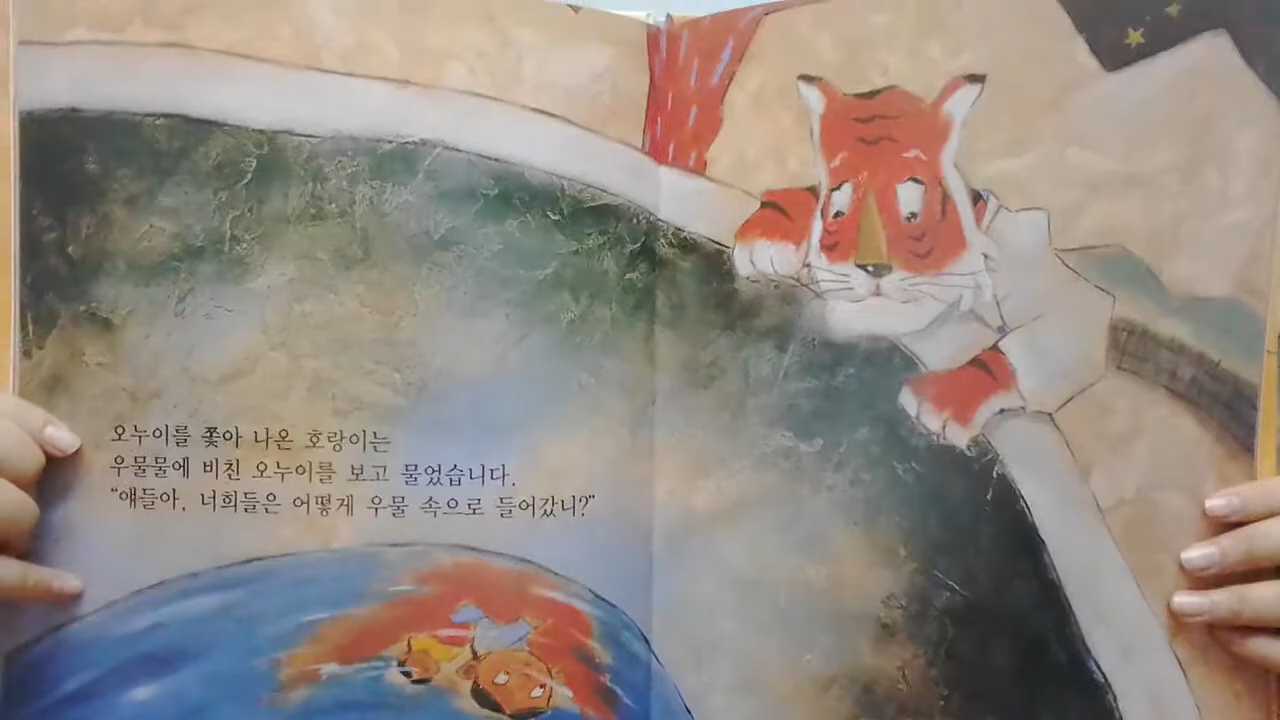 오누이를 쫓아 나온 호랑이는
우물물에 비친 오누이를 보고 물었습니다.
“얘들아, 너희들은 어떻게 우물 속으로 들어갔니?”